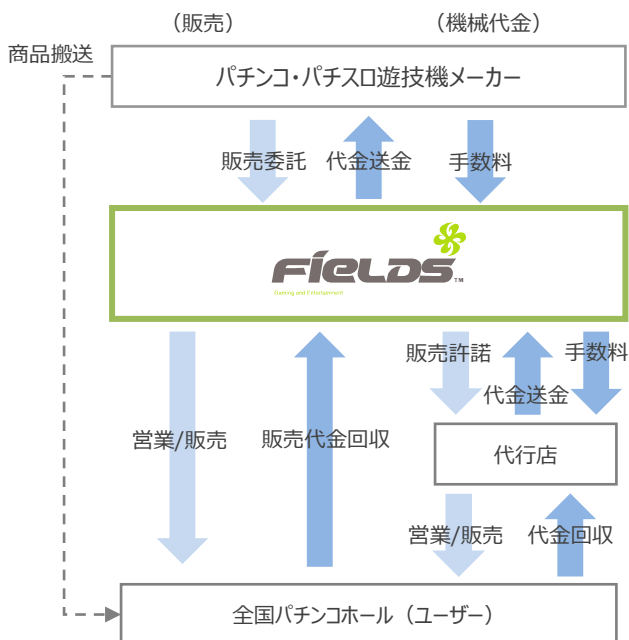 (販売)
(機械代金)
商品搬送
パチンコ・パチスロ遊技機メーカー
販売委託
代金送金
手数料
FIELDS™
Gaming and Entertainment
販売許諾
手数料
代金送金
営業/販売
販売代金回収
代行店
営業/販売
代金回収
全国パチンコホール(ユーザー)